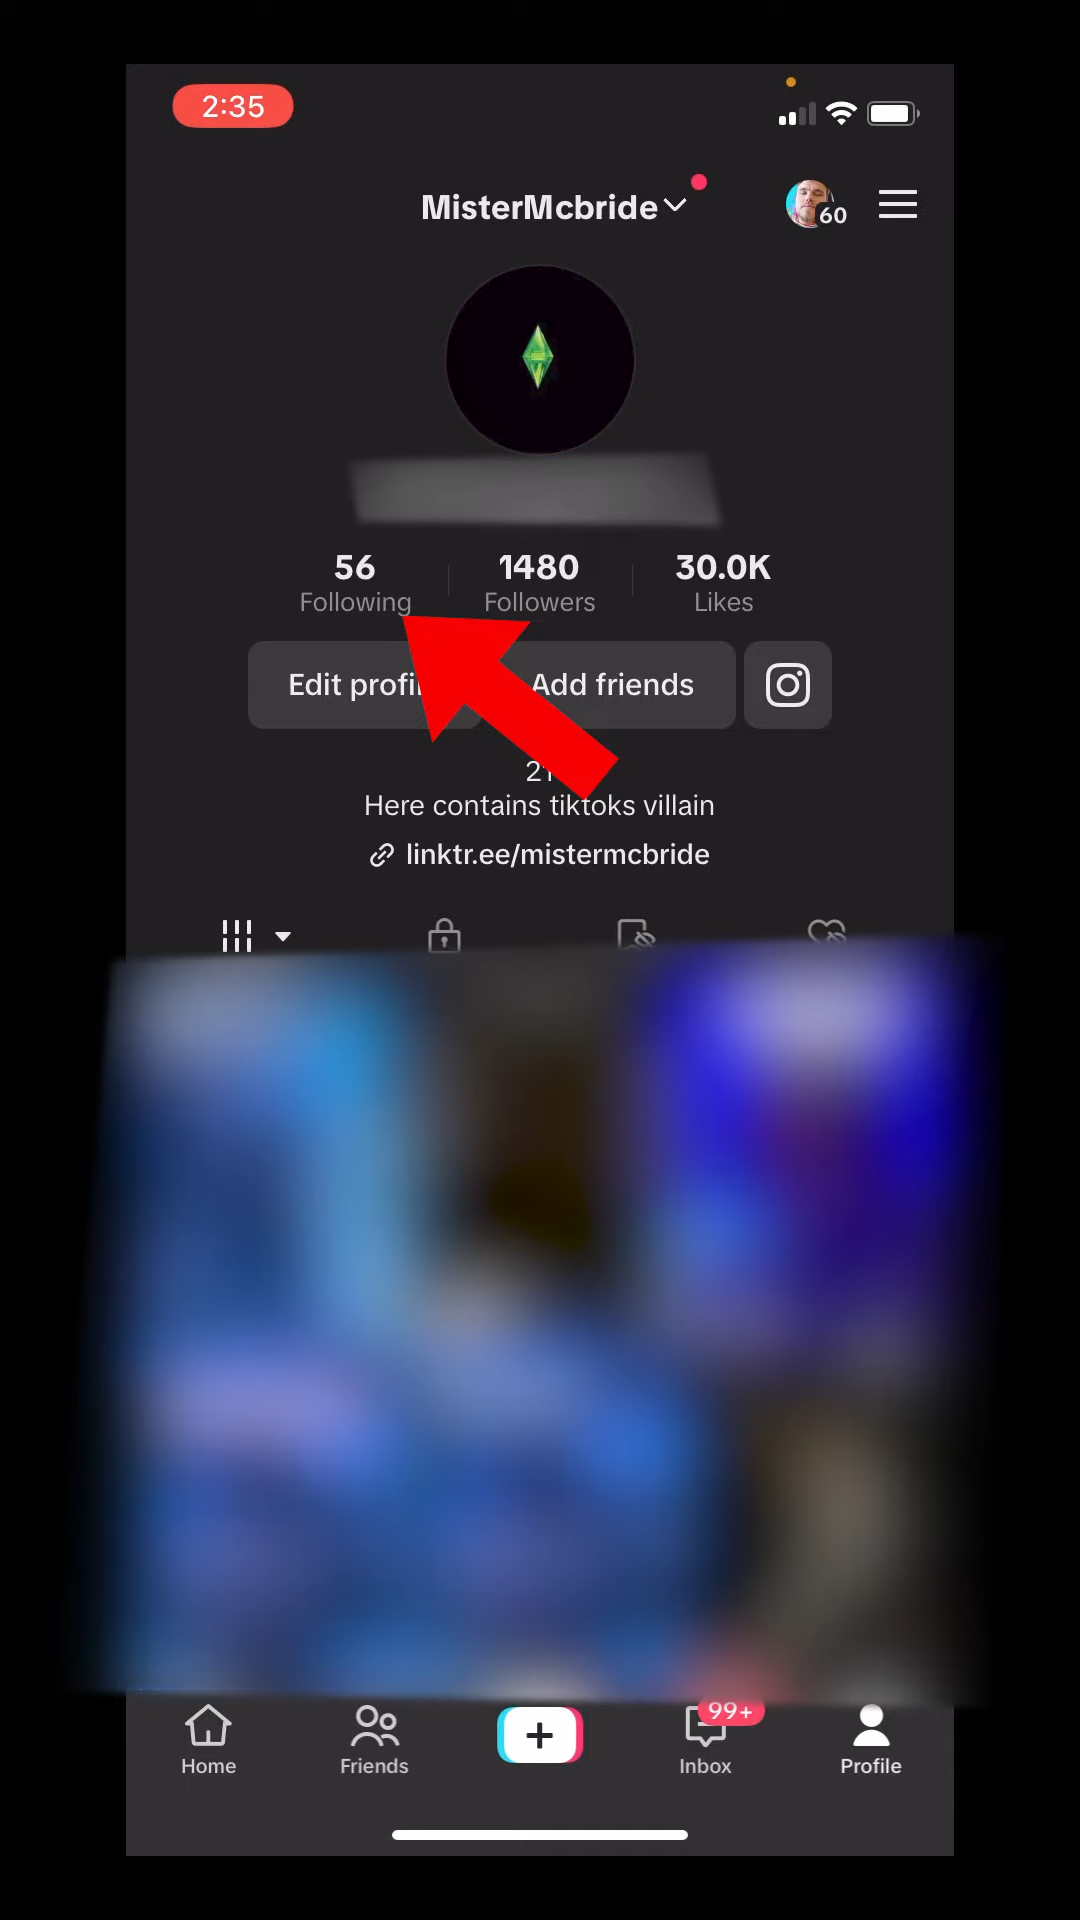 2:35
MisterMcbride
60
56 1480 30.0K
Following Followers Likes
Edit Add friends
Here contains tiktoks villain
linktr.ee/mistermcbride
99+
Home Friends Inbox Profile